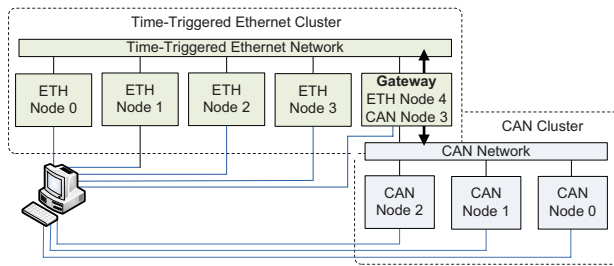 Time-Triggered Ethernet Cluster
Time-Triggered Ethernet Network
ETH
Node 0
ETH
Node 1
ETH
Node 2
ETH
Node 3
Gateway
ETH Node 4
CAN Node 3
CAN Cluster
CAN Network
CAN
Node 2
CAN
Node 1
CAN
Node 0